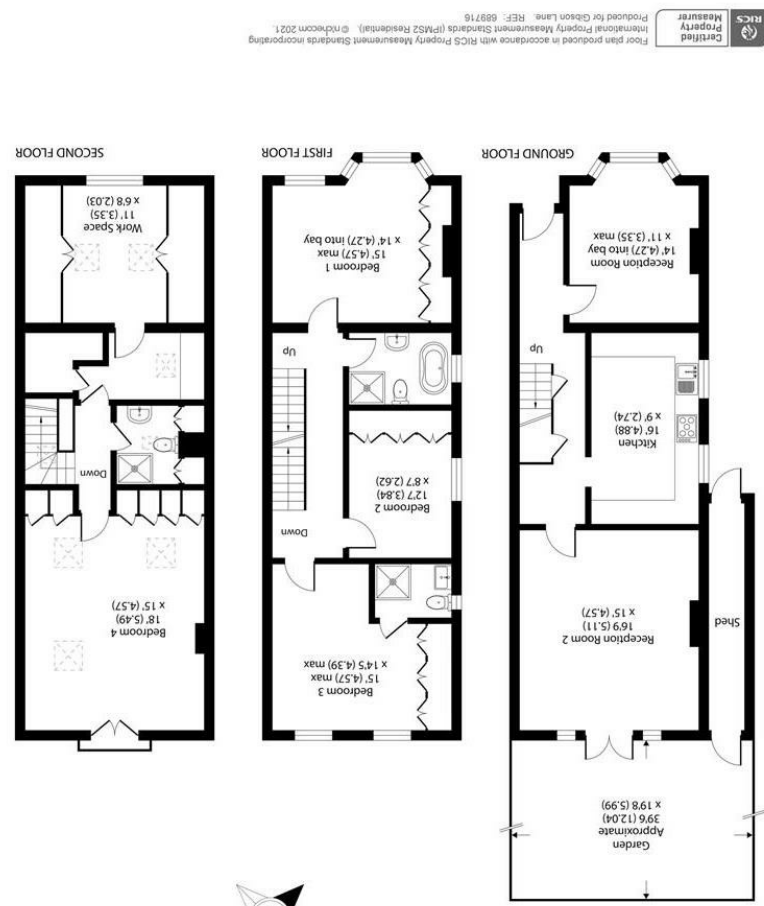 Garden
Approximate
39'6 (12.04)
x 19'8 (5.99)
Shed
Reception Room 2
16'9 (5.11)
x 15' (4.57)
Kitchen
16' (4.88)
x 9' (2.74)
Up
Reception Room
14' (4.27) into bay
x 11' (3.35) max
GROUND FLOOR
Bedroom 3
15' (4.57) max
x 14'5 (4.39) max
Down
Bedroom 2
12'7 (3.84)
x 8'7 (2.62)
Up
Bedroom 1
15' (4.57) max
x 14' (4.27) into bay
FIRST FLOOR
Bedroom 4
18' (5.49)
x 15' (4.57)
Down
Work Space
11' (3.35)
x 6'8 (2.03)
SECOND FLOOR
RICS
Certified
Property
Measurer
Floor plan produced in accordance with RICS Property Measurement Standards incorporating
International Property Measurement Standards (IPMS2 Residential). © nichecom 2021.
Produced for Gibson Lane. REF: 689716